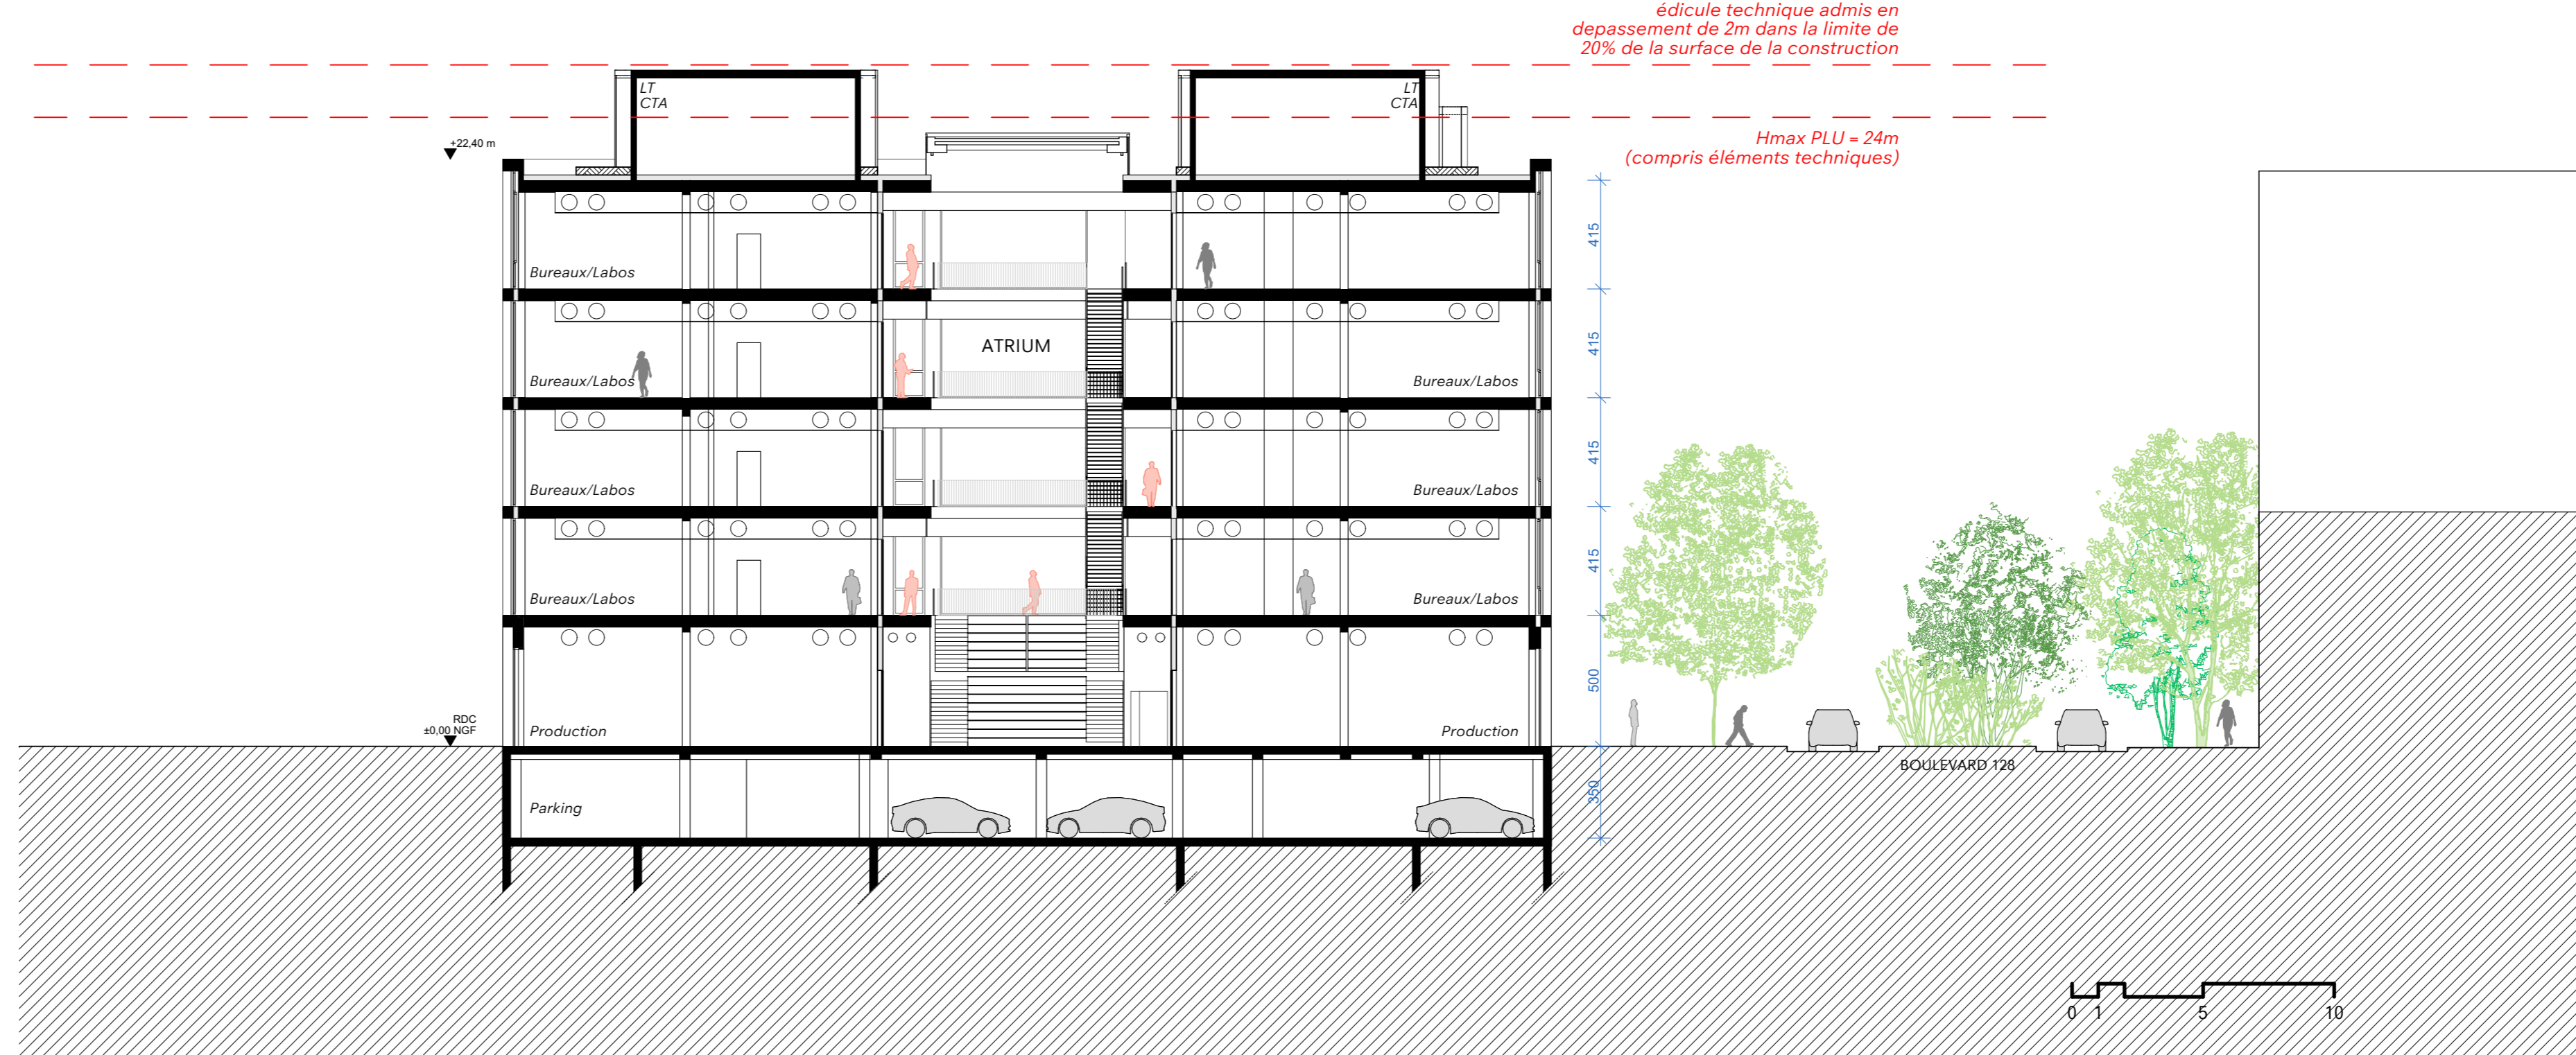 édicule technique admis en
depassement de 2m dans la limite de
20% de la surface de la construction
LT
CTA
LT
CTA
Hmax PLU = 24m
(compris éléments techniques)
+22,40 m
415
Bureaux/Labos
ATRIUM
415
Bureaux/Labos
Bureaux/Labos
415
Bureaux/Labos
Bureaux/Labos
415
Bureaux/Labos
Bureaux/Labos
500
RDC
±0,00 NGF
Production
Production
BOULEVARD 128
350
Parking
0 1 5 10